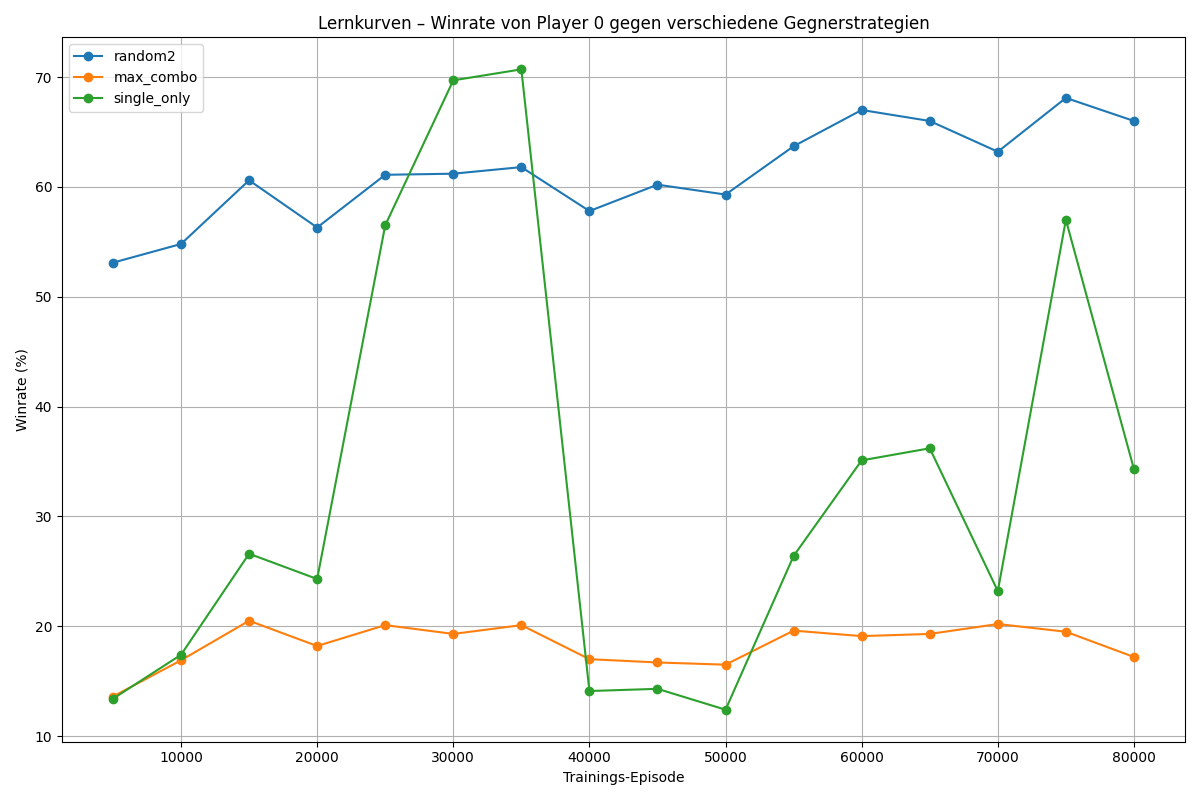 Lernkurven – Winrate von Player 0 gegen verschiedene Gegnerstrategien
random2
max_combo
single_only
Winrate (%)
70
60
50
40
30
20
10
10000 20000 30000 40000 50000 60000 70000 80000
Trainings-Episode